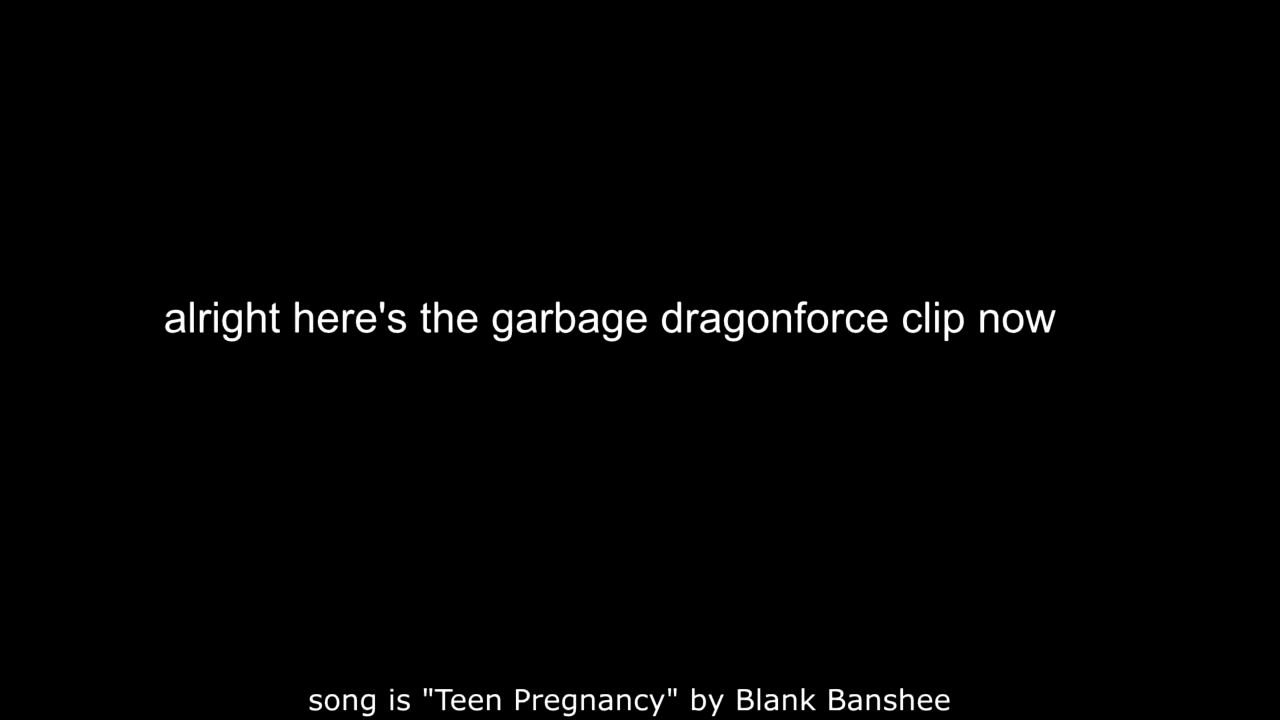 alright here's the garbage dragonforce clip now
song is "Teen Pregnancy" by Blank Banshee